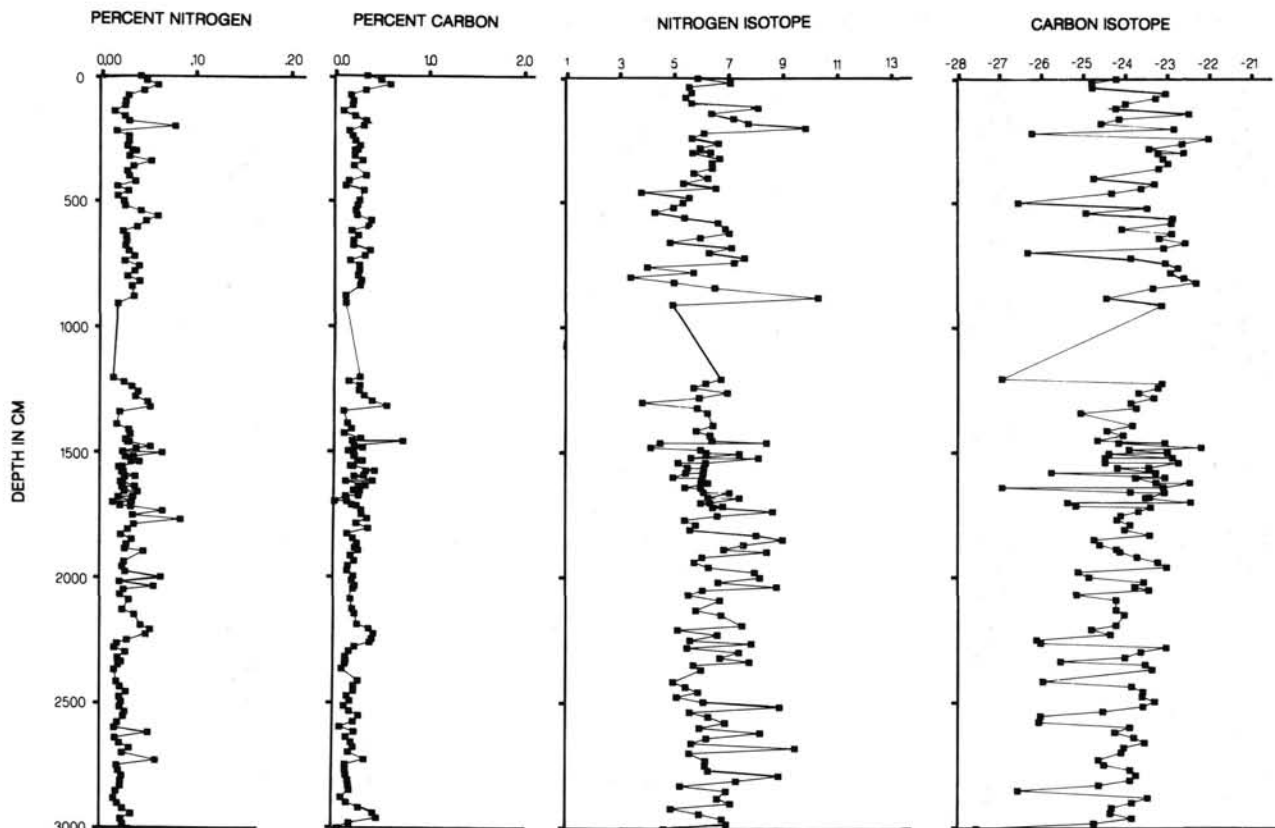 PERCENT NITROGEN PERCENT CARBON NITROGEN ISOTOPE CARBON ISOTOPE
0.00 .10 .20 0.0 1.0 2.0 1 3 5 7 9 11 13 -28 -27 -26 -25 -24 -23 -22 -21
0
500
1000
1500
2000
2500
3000
DEPTH IN CM